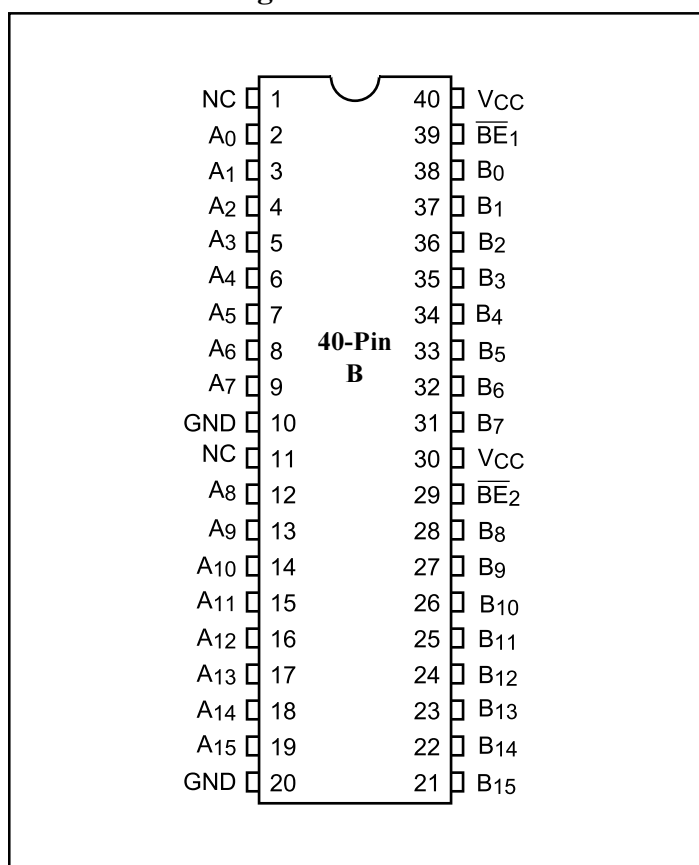 g
NC 1 40 VCC
A0 2 39 B̅E̅1
A1 3 38 B0
A2 4 37 B1
A3 5 36 B2
A4 6 35 B3
A5 7 34 B4
A6 8 40-Pin 33 B5
A7 9 B 32 B6
GND 10 31 B7
NC 11 30 VCC
A8 12 29 B̅E̅2
A9 13 28 B8
A10 14 27 B9
A11 15 26 B10
A12 16 25 B11
A13 17 24 B12
A14 18 23 B13
A15 19 22 B14
GND 20 21 B15